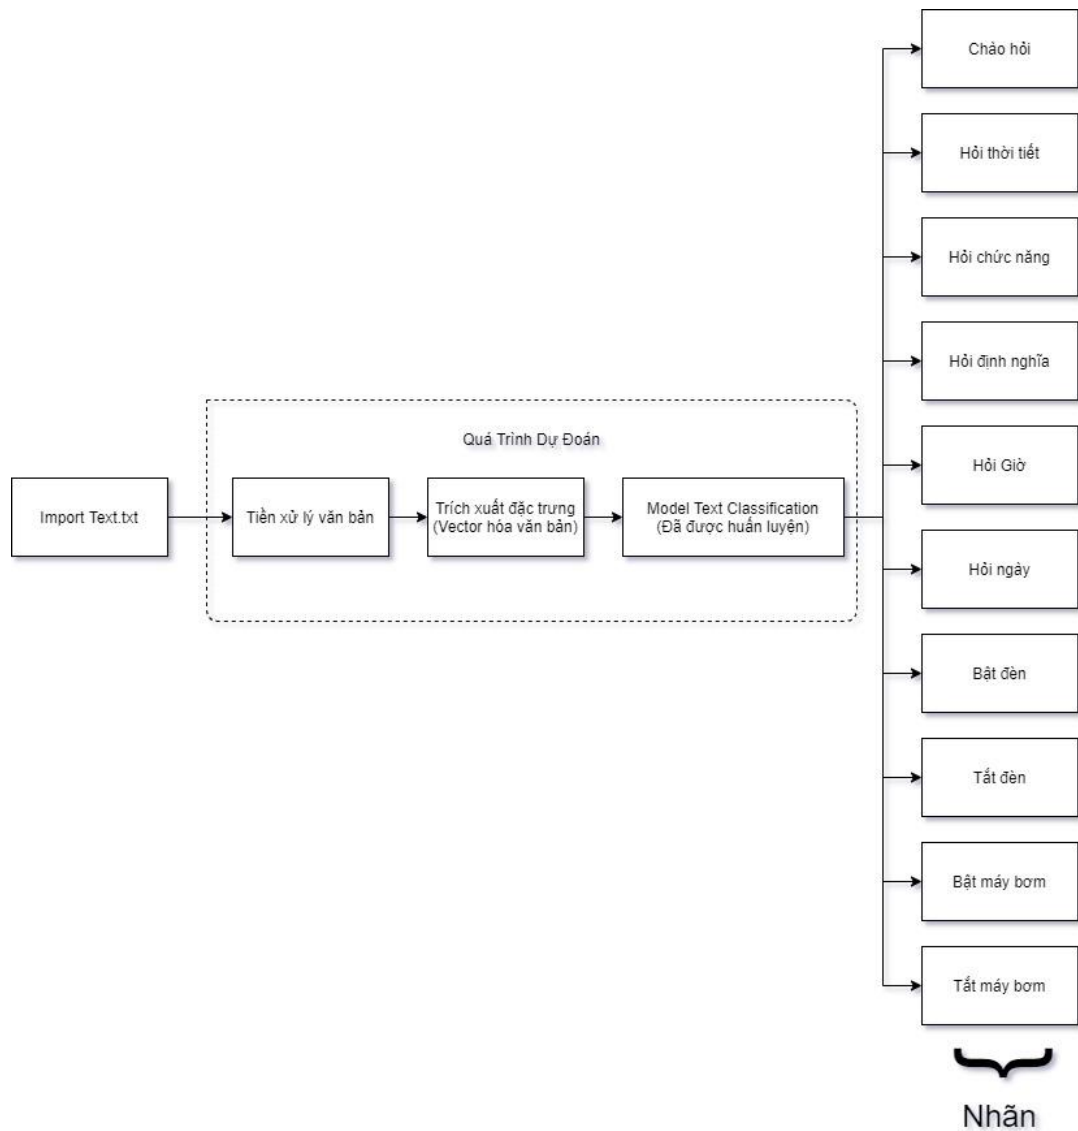 Chào hỏi
Hỏi thời tiết
Hỏi chức năng
Hỏi định nghĩa
Quá Trình Dự Đoán
Hỏi Giờ
Import Text.txt
Tiền xử lý văn bản
Trích xuất đặc trưng
(Vector hóa văn bản)
Model Text Classification
(Đã được huấn luyện)
Hỏi ngày
Bật đèn
Tắt đèn
Bật máy bơm
Tắt máy bơm
Nhãn